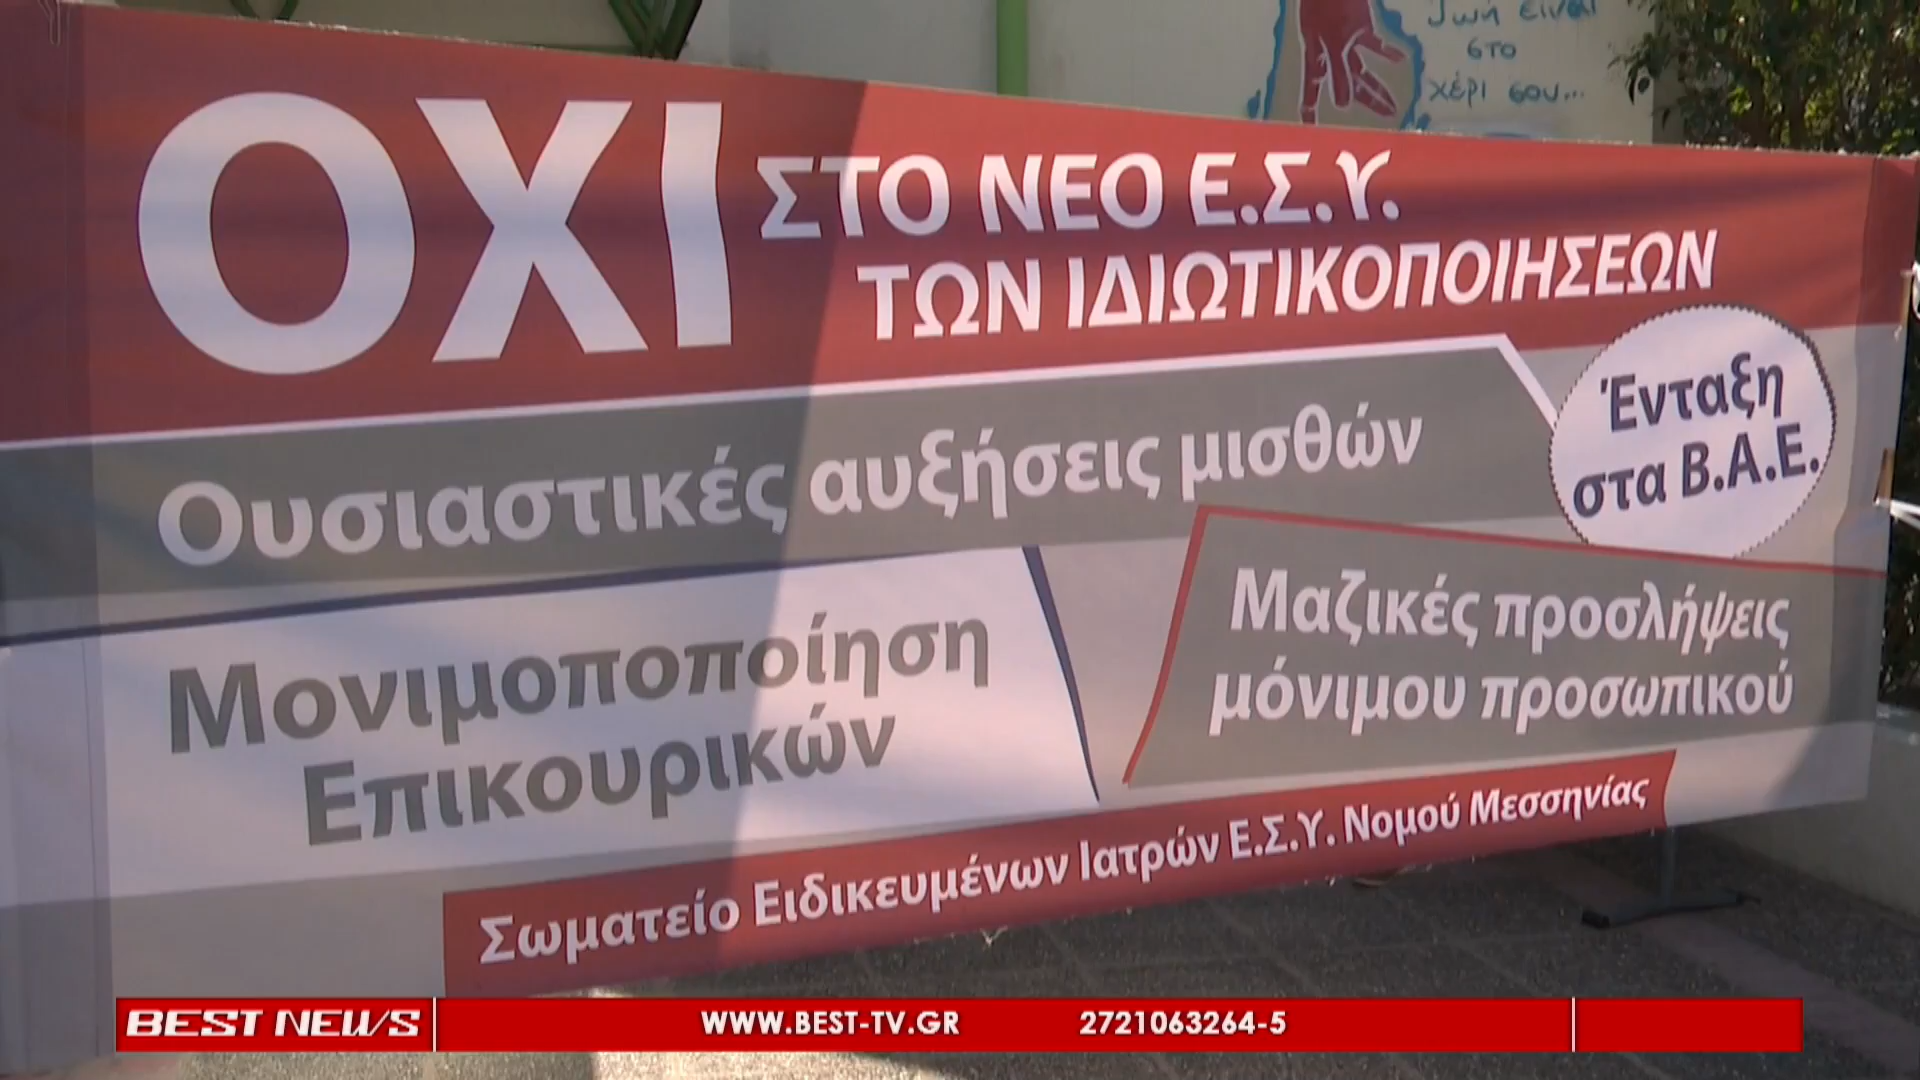 ζωή είναι
στο
χέρι σου...
ΟΧΙ ΣΤΟ ΝΕΟ Ε.Σ.Υ.
ΤΩΝ ΙΔΙΩΤΙΚΟΠΟΙΗΣΕΩΝ
Ένταξη
στα Β.Α.Ε.
Ουσιαστικές αυξήσεις μισθών
Μονιμοποποίηση
Επικουρικών
Μαζικές προσλήψεις
μόνιμου προσωπικού
Σωματείο Ειδικευμένων Ιατρών Ε.Σ.Υ. Νομού Μεσσηνίας
BEST NEWS
WWW.BEST-TV.GR 2721063264-5